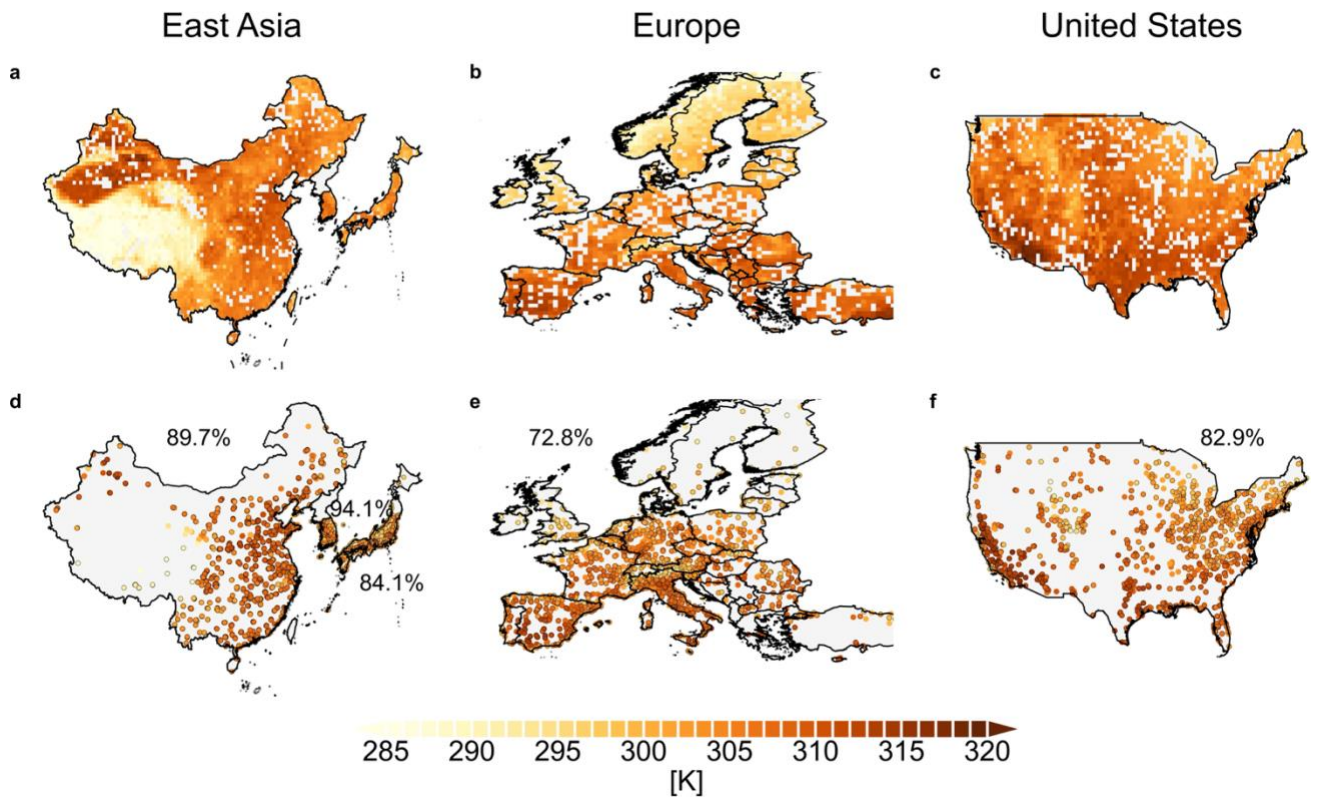 East Asia Europe United States
a b c
d e f
89.7% 72.8% 82.9%
94.1%
84.1%
285 290 295 300 305 310 315 320
[K]